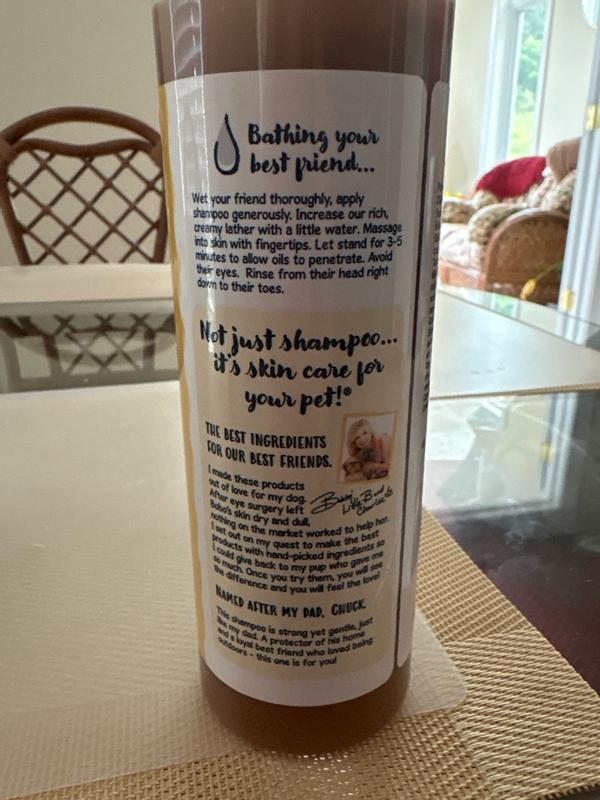 Bathing your
best friend...
Wet your friend thoroughly, apply
shampoo generously. Increase our rich,
creamy lather with a little water. Massage
into skin with fingertips. Let stand for 3-5
minutes to allow oils to penetrate. Avoid
their eyes. Rinse from their head right
down to their toes.
Not just shampoo...
it's skin care for
your pet!®
THE BEST INGREDIENTS
FOR OUR BEST FRIENDS.
I made these products
out of love for my dog.
After eye surgery left
Bobo's skin dry and dull,
nothing on the market worked to help her.
I set out on my quest to make the best
products with hand-picked ingredients so
I could give back to my pup who gave me
so much. Once you try them, you will see
the difference and you will feel the love!
NAMED AFTER MY DAD, CHUCK.
This shampoo is strong yet gentle, just
like my dad. A protector of his home
and a loyal best friend who loved being
outdoors - this one is for you!